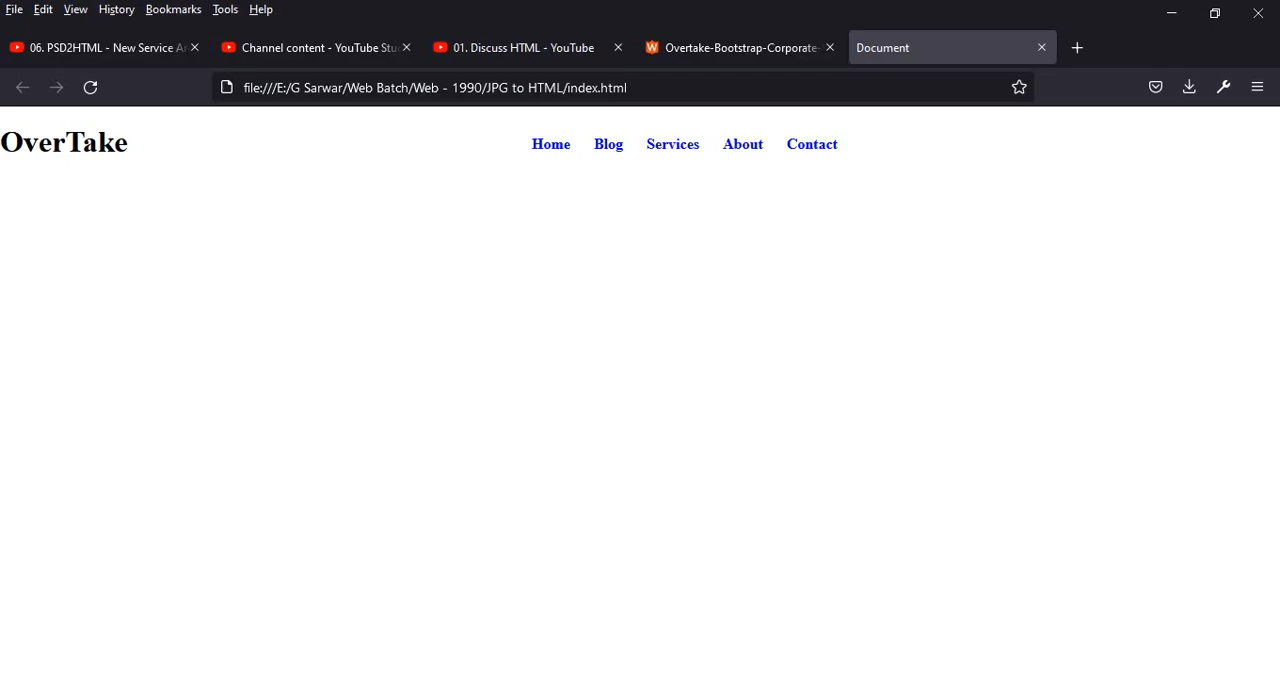 File Edit View History Bookmarks Tools Help
06. PSD2HTML - New Service Ar
Channel content - YouTube Stu
01. Discuss HTML - YouTube
Overtake-Bootstrap-Corporate-
Document
file:///E:/G Sarwar/Web Batch/Web - 1990/JPG to HTML/index.html
OverTake
Home Blog Services About Contact